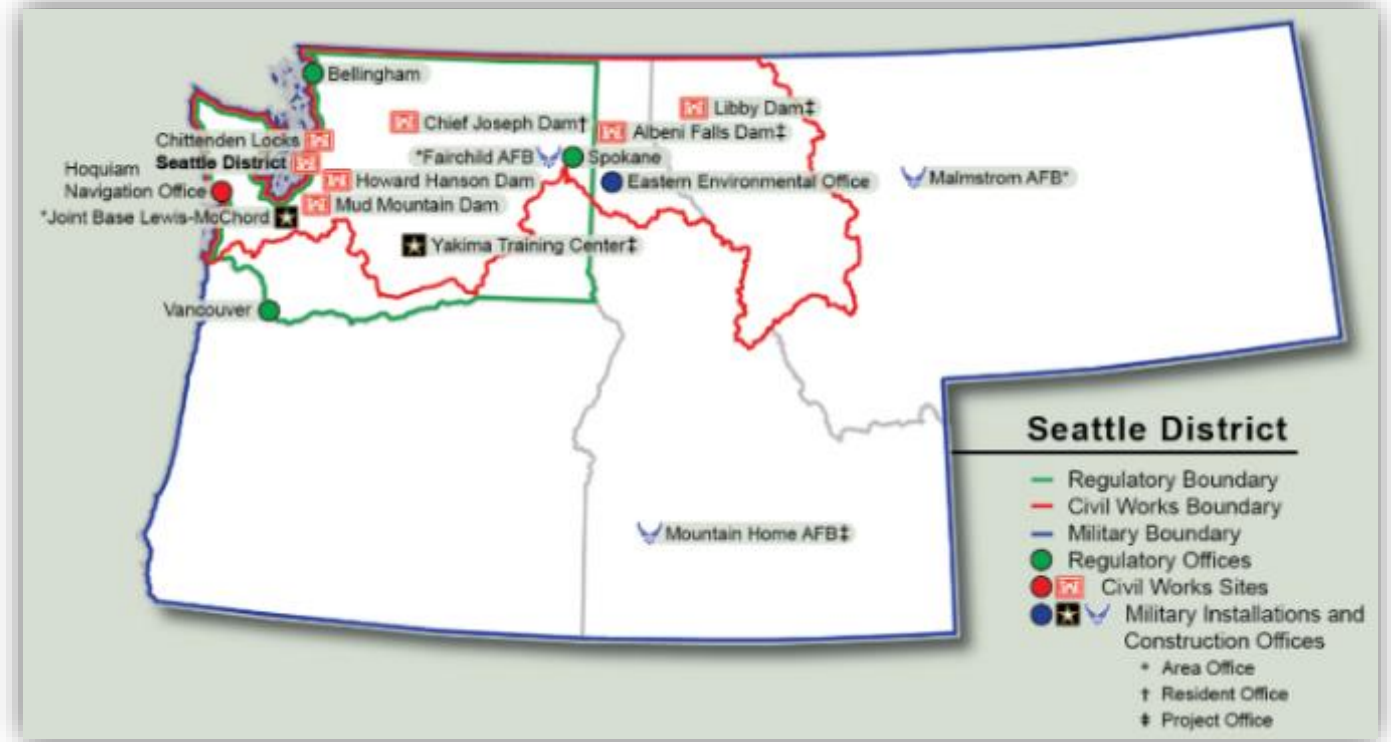 Bellingham
Chief Joseph Dam†
Libby Dam‡
Albeni Falls Dam‡
Chittenden Locks
Seattle District
*Fairchild AFB
Spokane
Hoquiam
Navigation Office
Howard Hanson Dam
Eastern Environmental Office
Malmstrom AFB*
Mud Mountain Dam
*Joint Base Lewis-McChord
Yakima Training Center‡
Vancouver
Mountain Home AFB‡
Seattle District
Regulatory Boundary
Civil Works Boundary
Military Boundary
Regulatory Offices
Civil Works Sites
Military Installations and
Construction Offices
* Area Office
† Resident Office
‡ Project Office